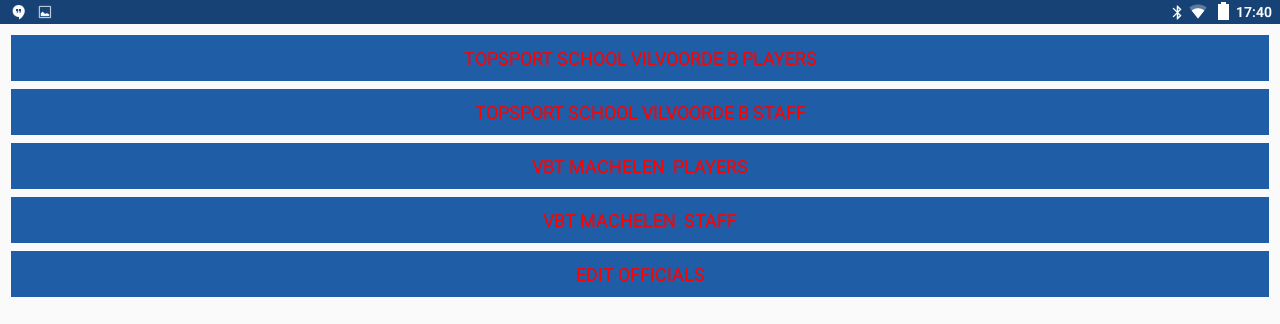 17:40
TOPSPORT SCHOOL VILVOORDE B PLAYERS
TOPSPORT SCHOOL VILVOORDE B STAFF
VBT MACHELEN  PLAYERS
VBT MACHELEN  STAFF
EDIT OFFICIALS